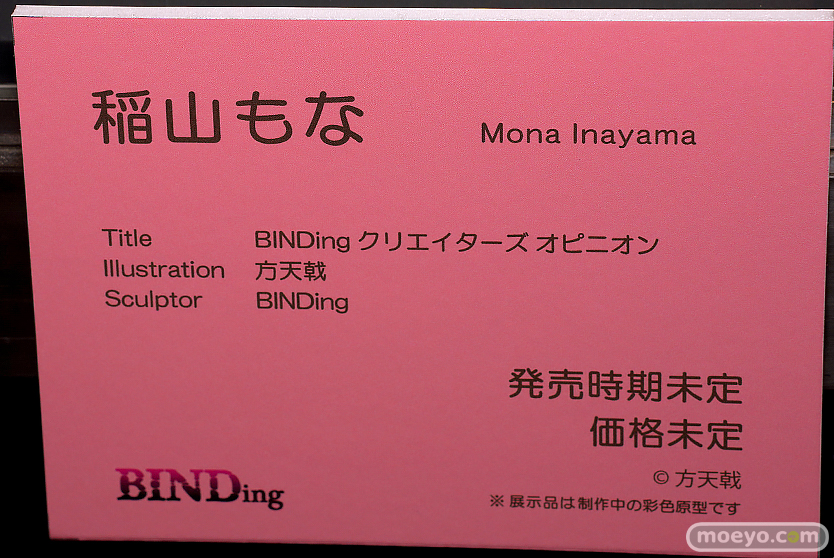 稲山もな Mona Inayama
Title BINDing クリエイターズ オピニオン
Illustration 方天戟
Sculptor BINDing
発売時期未定
価格未定
© 方天戟
BINDing
※ 展示品は制作中の彩色原型です
moeyo.com